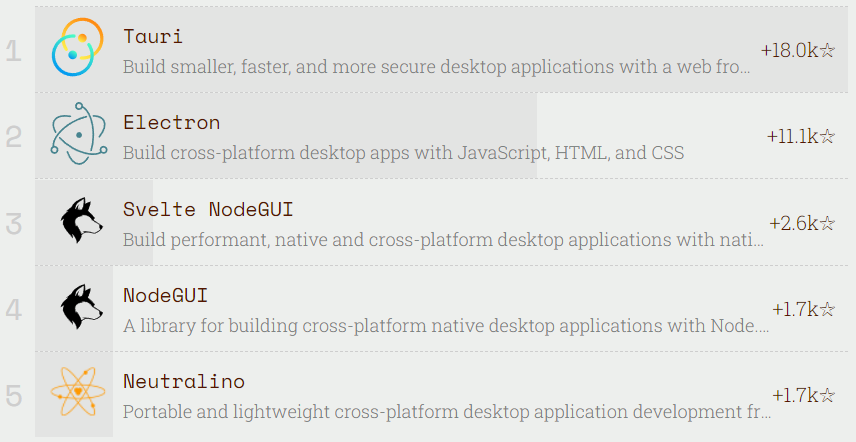 1
Tauri
Build smaller, faster, and more secure desktop applications with a web fro...
+18.0k☆
2
Electron
Build cross-platform desktop apps with JavaScript, HTML, and CSS
+11.1k☆
3
Svelte NodeGUI
Build performant, native and cross-platform desktop applications with nati...
+2.6k☆
4
NodeGUI
A library for building cross-platform native desktop applications with Node....
+1.7k☆
5
Neutralino
Portable and lightweight cross-platform desktop application development fr...
+1.7k☆